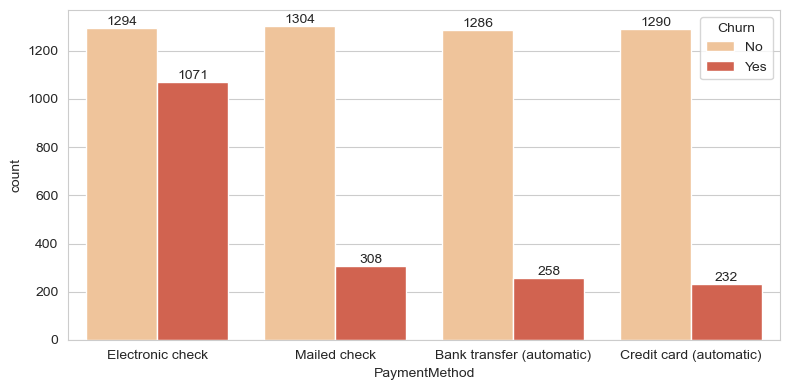 1294
1071
1304
308
1286
258
1290
232
Churn
No
Yes
1200
1000
800
600
400
200
0
count
Electronic check
Mailed check
Bank transfer (automatic)
Credit card (automatic)
PaymentMethod